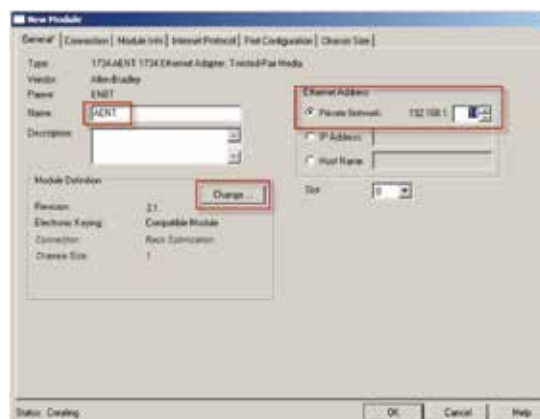 New Module
General* Connection Module Info Internet Protocol Port Configuration Chassis Size
Type: 1734-AENT 1734 Ethernet Adapter, Twisted-Pair Media
Vendor: Allen-Bradley
Parent: ENBT
Name: AENT
Description:
Ethernet Address
Private Network: 192.168.1.
IP Address:
Host Name:
Module Definition
Change ...
Slot: 0
Revision: 3.1
Electronic Keying: Compatible Module
Connection: Rack Optimization
Chassis Size: 1
Status: Creating
OK Cancel Help